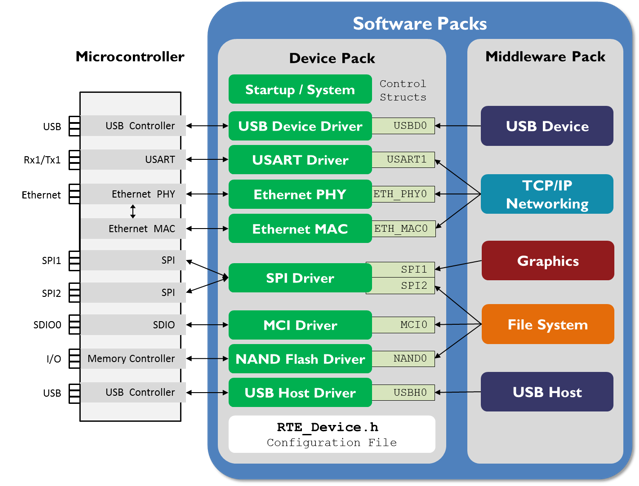 Software Packs
Microcontroller
Device Pack
Middleware Pack
Startup / System
Control
Structs
USB
USB Controller
USB Device Driver
USBD0
USB Device
Rx1/Tx1
USART
USART Driver
USART1
Ethernet
Ethernet PHY
Ethernet PHY
ETH_PHY0
TCP/IP
Networking
Ethernet MAC
Ethernet MAC
ETH_MAC0
SPI1
SPI
SPI Driver
SPI1
Graphics
SPI2
SPI
SPI2
SDIO0
SDIO
MCI Driver
MCI0
File System
I/O
Memory Controller
NAND Flash Driver
NAND0
USB
USB Controller
USB Host Driver
USBH0
USB Host
RTE_Device.h
Configuration File